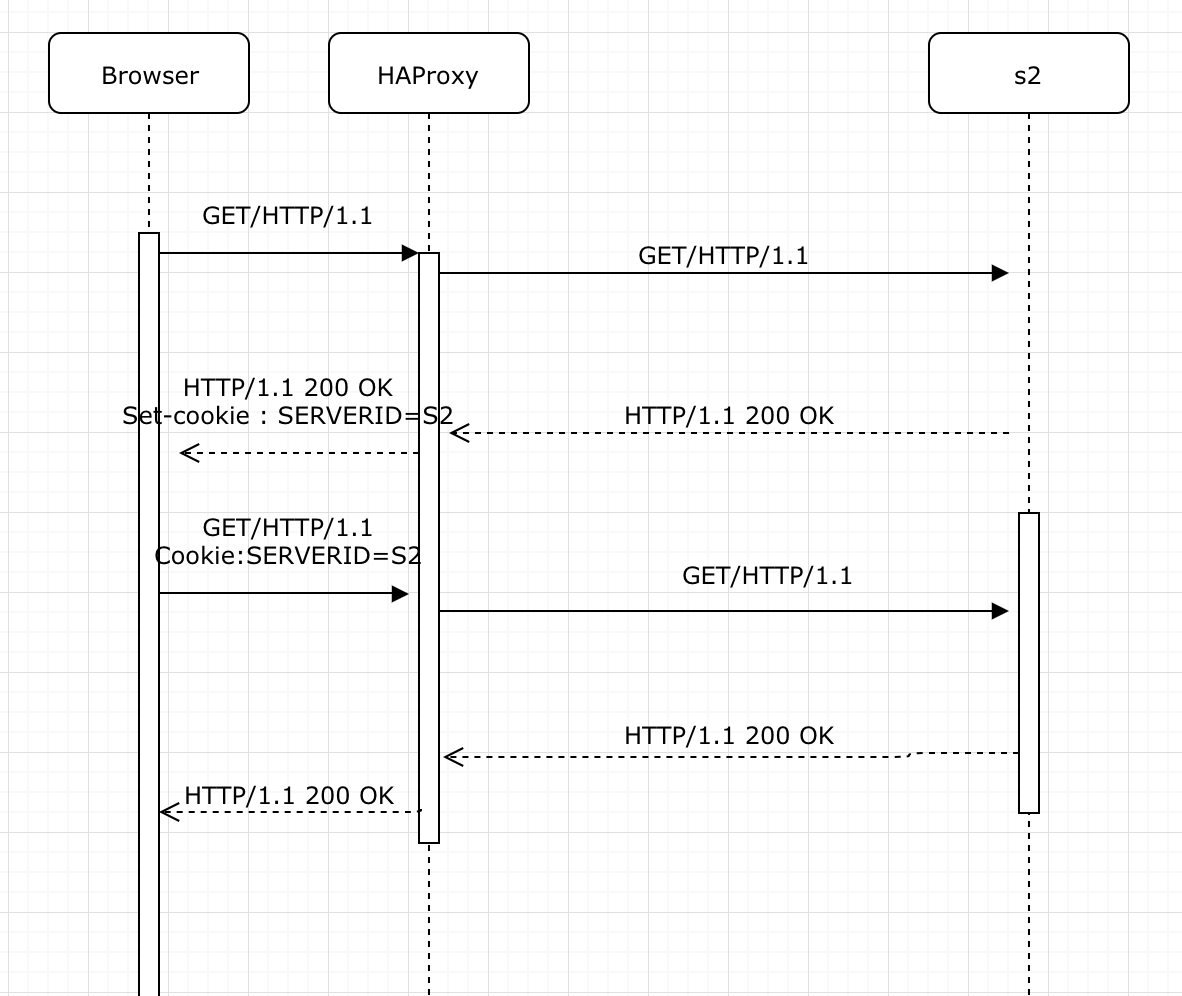 Browser
HAProxy
s2
GET/HTTP/1.1
GET/HTTP/1.1
HTTP/1.1 200 OK
Set-cookie : SERVERID=S2
HTTP/1.1 200 OK
GET/HTTP/1.1
Cookie:SERVERID=S2
GET/HTTP/1.1
HTTP/1.1 200 OK
HTTP/1.1 200 OK